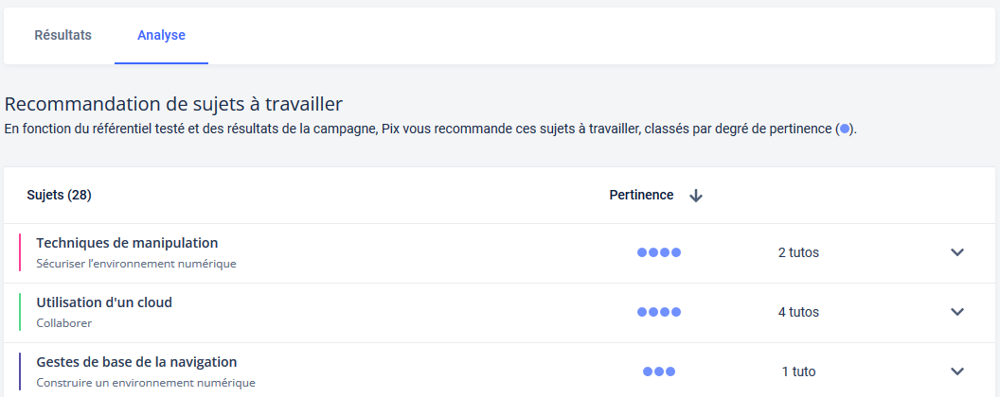 Résultats Analyse
Recommandation de sujets à travailler
En fonction du référentiel testé et des résultats de la campagne, Pix vous recommande ces sujets à travailler, classés par degré de pertinence ( ).
Sujets (28) Pertinence
Techniques de manipulation
Sécuriser l’environnement numérique
2 tutos
Utilisation d'un cloud
Collaborer
4 tutos
Gestes de base de la navigation
Construire un environnement numérique
1 tuto